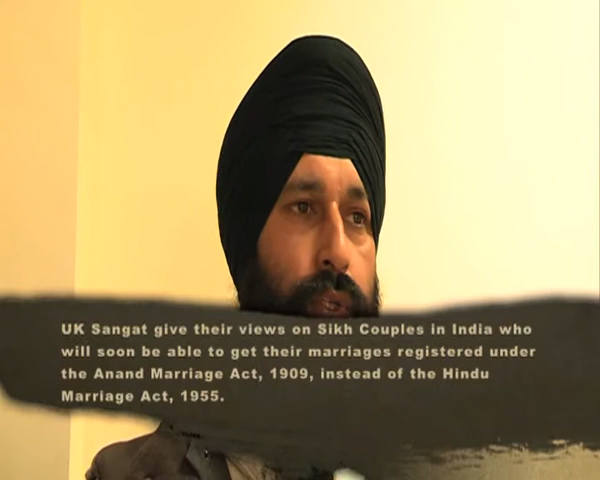 UK Sangat give their views on Sikh Couples in India who
will soon be able to get their marriages registered under
the Anand Marriage Act, 1909, instead of the Hindu
Marriage Act, 1955.